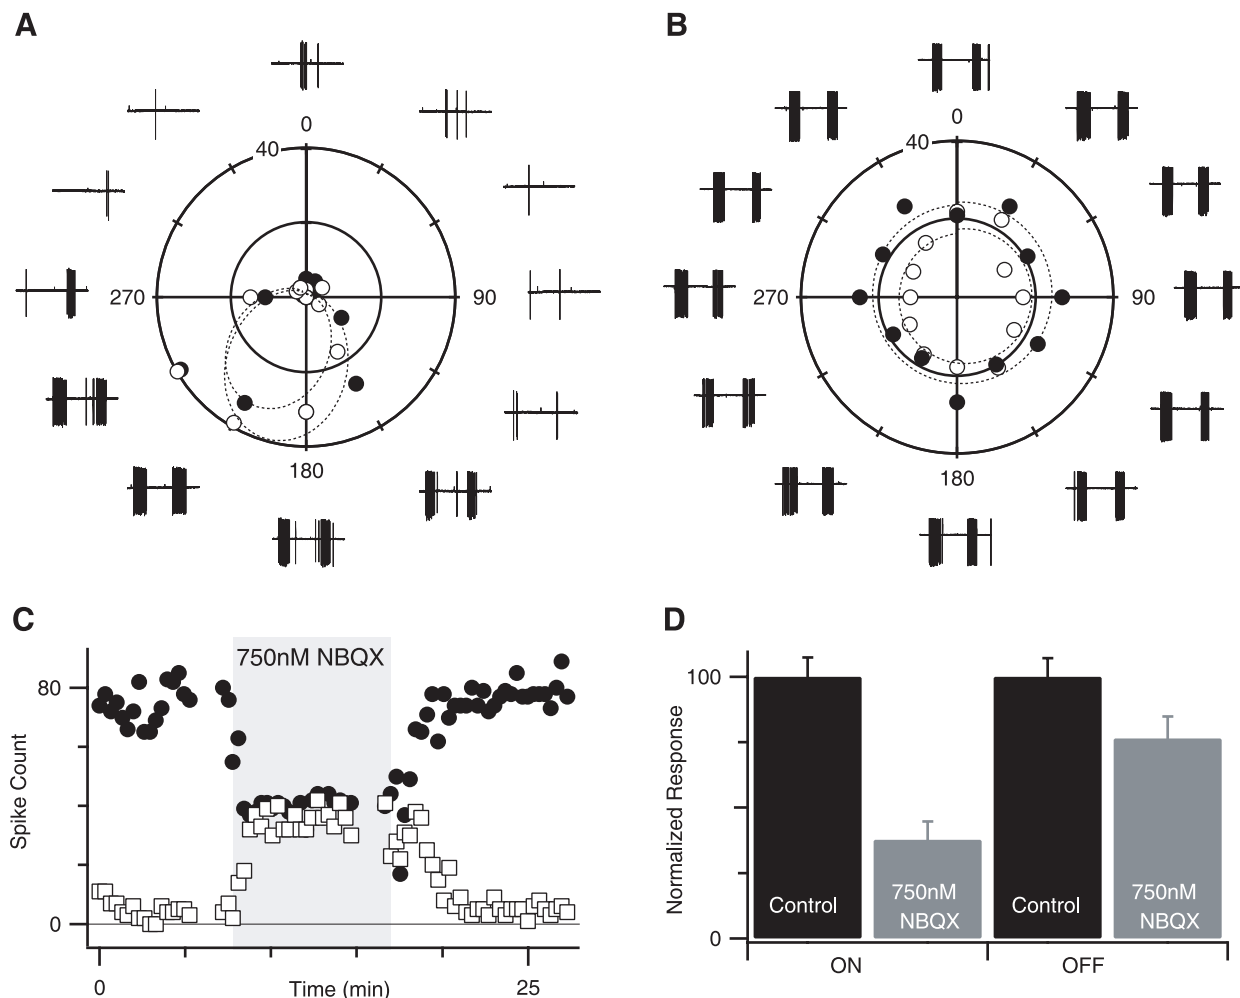 A
B
0
40
270
90
180
0
40
270
90
180
C
D
750nM NBQX
80
0
Spike Count
0
Time (min)
25
100
0
Normalized Response
Control
750nM
NBQX
Control
750nM
NBQX
ON
OFF